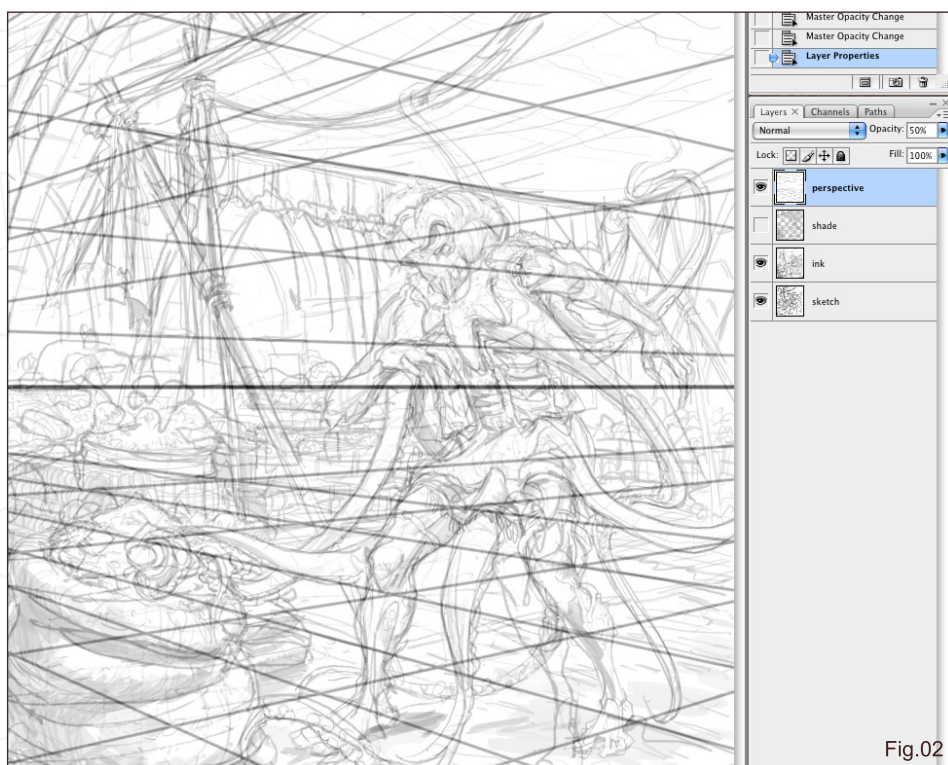 Master Opacity Change
Master Opacity Change
Layer Properties
Layers × Channels Paths
Normal Opacity: 50%
Lock: Fill: 100%
perspective
shade
ink
sketch
Fig.02